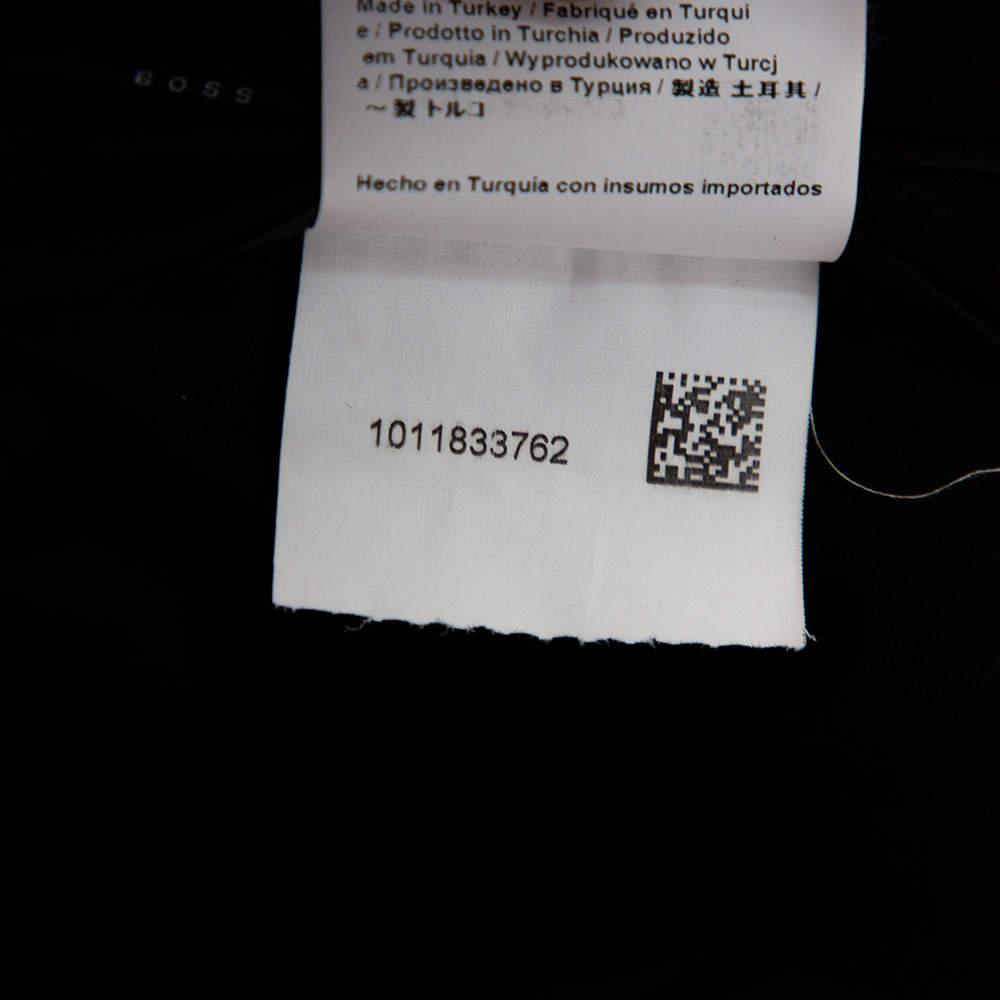 Made in Turkey / Fabriqué en Turqui
e / Prodotto in Turchia / Produzido
em Turquia / Wyprodukowano w Turcj
a / Произведено в Турция / 製造 土耳其 /
～製 トルコ
BOSS
Hecho en Turquía con insumos importados
1011833762